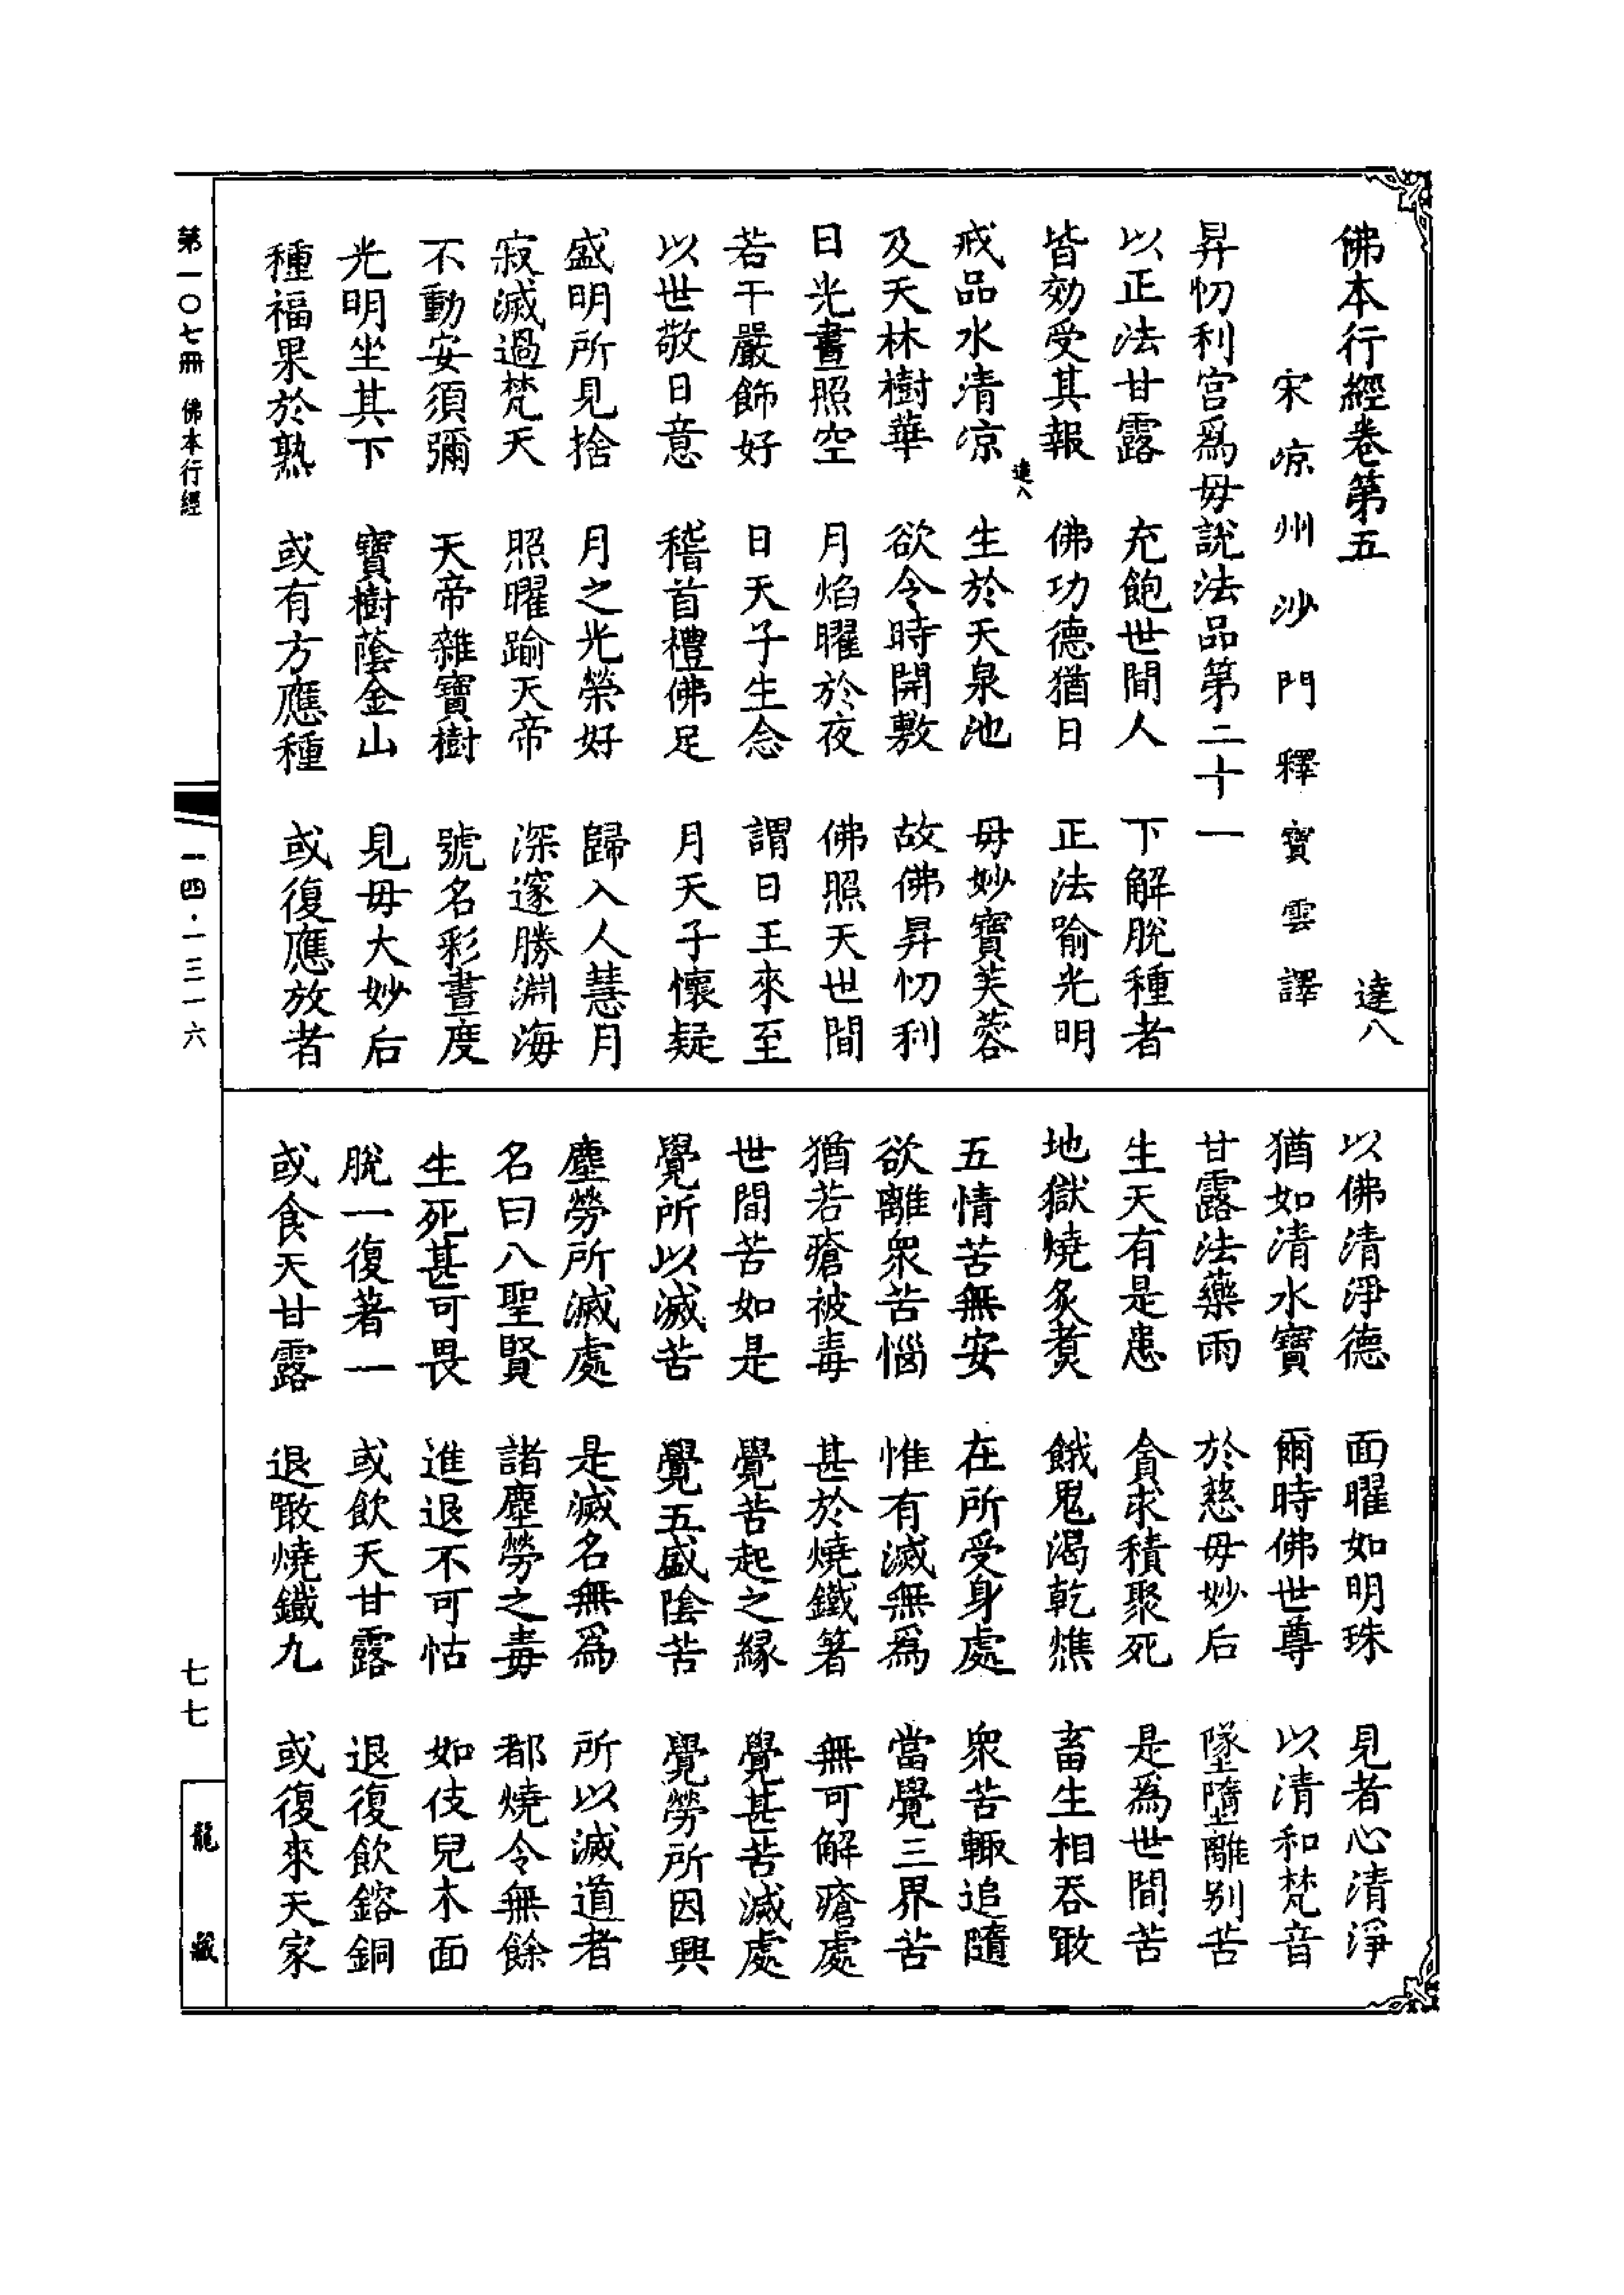 佛本行經卷第五 達八
宋涼州沙門釋寶雲譯
昇忉利宫爲毋說法品第二十一
以正法甘露 充飽世間人 下解脫種者
皆効受其報 佛功德猶日 正法喻光明
達八
戒品水清凉 生於天泉池 毋妙寶芙蓉
及天林樹華 欲令時開敷 故佛昇忉利
日光晝照空 月焰曜於夜 佛照天世間
若干嚴飾好 日天子生念 謂日王來至
以世敬日意 稽首禮佛足 月天子懷疑
盛明所見捨 月之光榮好 歸入人慧月
寂滅過梵天 照曜踰天帝 深邃勝淵海
不動安須彌 天帝雜寶樹 號名彩晝度
光明坐其下 寶樹蔭金山 見毋大妙后
種福果於熟 或有方應種 或復應放者
以佛清淨德 面曜如明珠 見者心清淨
猶如清水寶 爾時佛世尊 以清和梵音
甘露法藥雨 於慈毋妙后 墜墮離别苦
生天有是患 貪求積聚死 是爲世間苦
地獄燒炙煑 餓鬼渴乾燋 畜生相吞噉
五情苦無安 在所受身處 衆苦輙追隨
欲離衆苦惱 惟有滅無爲 當覺三界苦
猶若瘡被毒 甚於燒鐵箸 無可解瘡處
世間苦如是 覺苦起之緣 覺甚苦滅處
覺所以滅苦 覺五盛陰苦 覺勞所因興
塵勞所滅處 是滅名無爲 所以滅道者
名曰八聖賢 諸塵勞之毒 都燒令無餘
生死甚可畏 進退不可怙 如伎兒木面
脫一復著一 或飲天甘露 退復飲鎔銅
或食天甘露 退噉燒鐵九 或復來天家
第一〇七冊 佛本行經
一四·一三一六
七七
龍藏